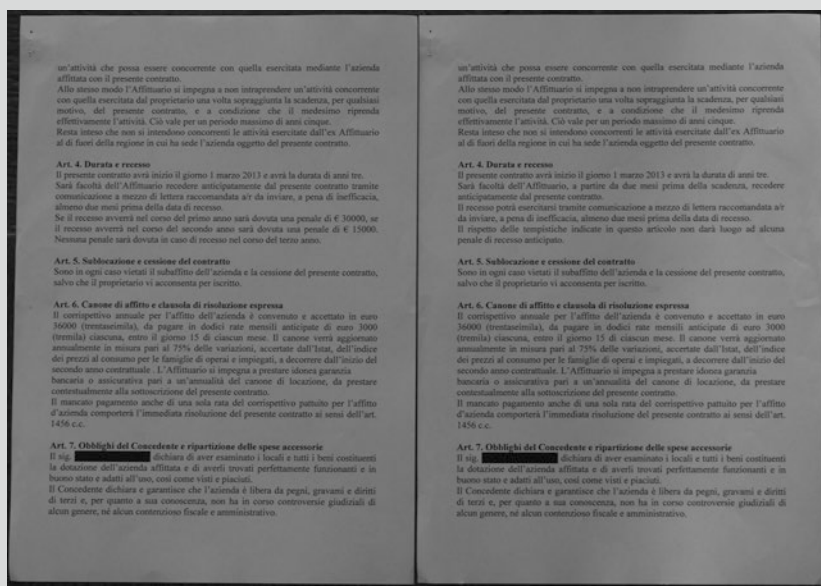 un'attività che possa essere concorrente con quella esercitata mediante l'azienda
affittata con il presente contratto.
Allo stesso modo l'Affittuario si impegna a non intraprendere un'attività concorrente
con quella esercitata dal proprietario una volta sopraggiunta la scadenza, per qualsiasi
motivo, del presente contratto, e a condizione che il medesimo riprenda
effettivamente l'attività. Ciò vale per un periodo massimo di anni cinque.
Resta inteso che non si intendono concorrenti le attività esercitate dall'ex Affittuario
al di fuori della regione in cui ha sede l'azienda oggetto del presente contratto.
Art. 4. Durata e recesso
Il presente contratto avrà inizio il giorno 1 marzo 2013 e avrà la durata di anni tre.
Sarà facoltà dell'Affittuario recedere anticipatamente dal presente contratto tramite
comunicazione a mezzo di lettera raccomandata a/r da inviare, a pena di inefficacia,
almeno due mesi prima della data di recesso.
Se il recesso avverrà nel corso del primo anno sarà dovuta una penale di € 30000, se
il recesso avverrà nel corso del secondo anno sarà dovuta una penale di € 15000.
Nessuna penale sarà dovuta in caso di recesso nel corso del terzo anno.
Art. 5. Sublocazione e cessione del contratto
Sono in ogni caso vietati il subaffitto dell'azienda e la cessione del presente contratto,
salvo che il proprietario vi acconsenta per iscritto.
Art. 6. Canone di affitto e clausola di risoluzione espressa
Il corrispettivo annuale per l'affitto dell'azienda è convenuto e accettato in euro
36000 (trentaseimila), da pagare in dodici rate mensili anticipate di euro 3000
(tremila) ciascuna, entro il giorno 15 di ciascun mese. Il canone verrà aggiornato
annualmente in misura pari al 75% delle variazioni, accertate dall'Istat, dell'indice
dei prezzi al consumo per le famiglie di operai e impiegati, a decorrere dall'inizio del
secondo anno contrattuale . L'Affittuario si impegna a prestare idonea garanzia
bancaria o assicurativa pari a un'annualità del canone di locazione, da prestare
contestualmente alla sottoscrizione del presente contratto.
Il mancato pagamento anche di una sola rata del corrispettivo pattuito per l'affitto
d'azienda comporterà l'immediata risoluzione del presente contratto ai sensi dell'art.
1456 c.c.
Art. 7. Obblighi del Concedente e ripartizione delle spese accessorie
Il sig. dichiara di aver esaminato i locali e tutti i beni costituenti
la dotazione dell'azienda affittata e di averli trovati perfettamente funzionanti e in
buono stato e adatti all'uso, così come visti e piaciuti.
Il Concedente dichiara e garantisce che l'azienda è libera da pegni, gravami e diritti
di terzi e, per quanto a sua conoscenza, non ha in corso controversie giudiziali di
alcun genere, né alcun contenzioso fiscale e amministrativo.
un'attività che possa essere concorrente con quella esercitata mediante l'azienda
affittata con il presente contratto.
Allo stesso modo l'Affittuario si impegna a non intraprendere un'attività concorrente
con quella esercitata dal proprietario una volta sopraggiunta la scadenza, per qualsiasi
motivo, del presente contratto, e a condizione che il medesimo riprenda
effettivamente l'attività. Ciò vale per un periodo massimo di anni cinque.
Resta inteso che non si intendono concorrenti le attività esercitate dall'ex Affittuario
al di fuori della regione in cui ha sede l'azienda oggetto del presente contratto.
Art. 4. Durata e recesso
Il presente contratto avrà inizio il giorno 1 marzo 2013 e avrà la durata di anni tre.
Sarà facoltà dell'Affittuario, a partire da due mesi prima della scadenza, recedere
anticipatamente dal presente contratto.
Il recesso potrà esercitarsi tramite comunicazione a mezzo di lettera raccomandata a/r
da inviare, a pena di inefficacia, almeno due mesi prima della data di recesso.
Il rispetto delle tempistiche indicate in questo articolo non darà luogo ad alcuna
penale di recesso anticipato.
Art. 5. Sublocazione e cessione del contratto
Sono in ogni caso vietati il subaffitto dell'azienda e la cessione del presente contratto,
salvo che il proprietario vi acconsenta per iscritto.
Art. 6. Canone di affitto e clausola di risoluzione espressa
Il corrispettivo annuale per l'affitto dell'azienda è convenuto e accettato in euro
36000 (trentaseimila), da pagare in dodici rate mensili anticipate di euro 3000
(tremila) ciascuna, entro il giorno 15 di ciascun mese. Il canone verrà aggiornato
annualmente in misura pari al 75% delle variazioni, accertate dall'Istat, dell'indice
dei prezzi al consumo per le famiglie di operai e impiegati, a decorrere dall'inizio del
secondo anno contrattuale . L'Affittuario si impegna a prestare idonea garanzia
bancaria o assicurativa pari a un'annualità del canone di locazione, da prestare
contestualmente alla sottoscrizione del presente contratto.
Il mancato pagamento anche di una sola rata del corrispettivo pattuito per l'affitto
d'azienda comporterà l'immediata risoluzione del presente contratto ai sensi dell'art.
1456 c.c.
Art. 7. Obblighi del Concedente e ripartizione delle spese accessorie
Il sig. dichiara di aver esaminato i locali e tutti i beni costituenti
la dotazione dell'azienda affittata e di averli trovati perfettamente funzionanti e in
buono stato e adatti all'uso, così come visti e piaciuti.
Il Concedente dichiara e garantisce che l'azienda è libera da pegni, gravami e diritti
di terzi e, per quanto a sua conoscenza, non ha in corso controversie giudiziali di
alcun genere, né alcun contenzioso fiscale e amministrativo.